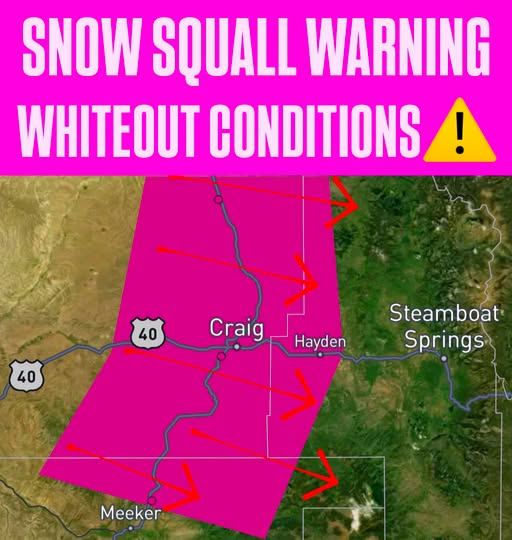 SNOW SQUALL WARNING
WHITEOUT CONDITIONS
40
Craig
Hayden
Steamboat
Springs
40
Meeker